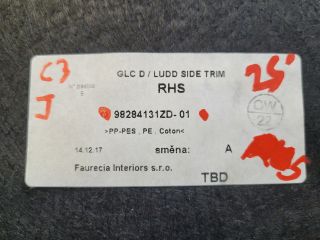 GLC D / LUDD SIDE TRIM
RHS
C3
J
25
98284131ZD-01
OW
22
>PP-PES , PE , Coton<
14.12.17
směna:
A
Faurecia Interiors s.r.o.
TBD